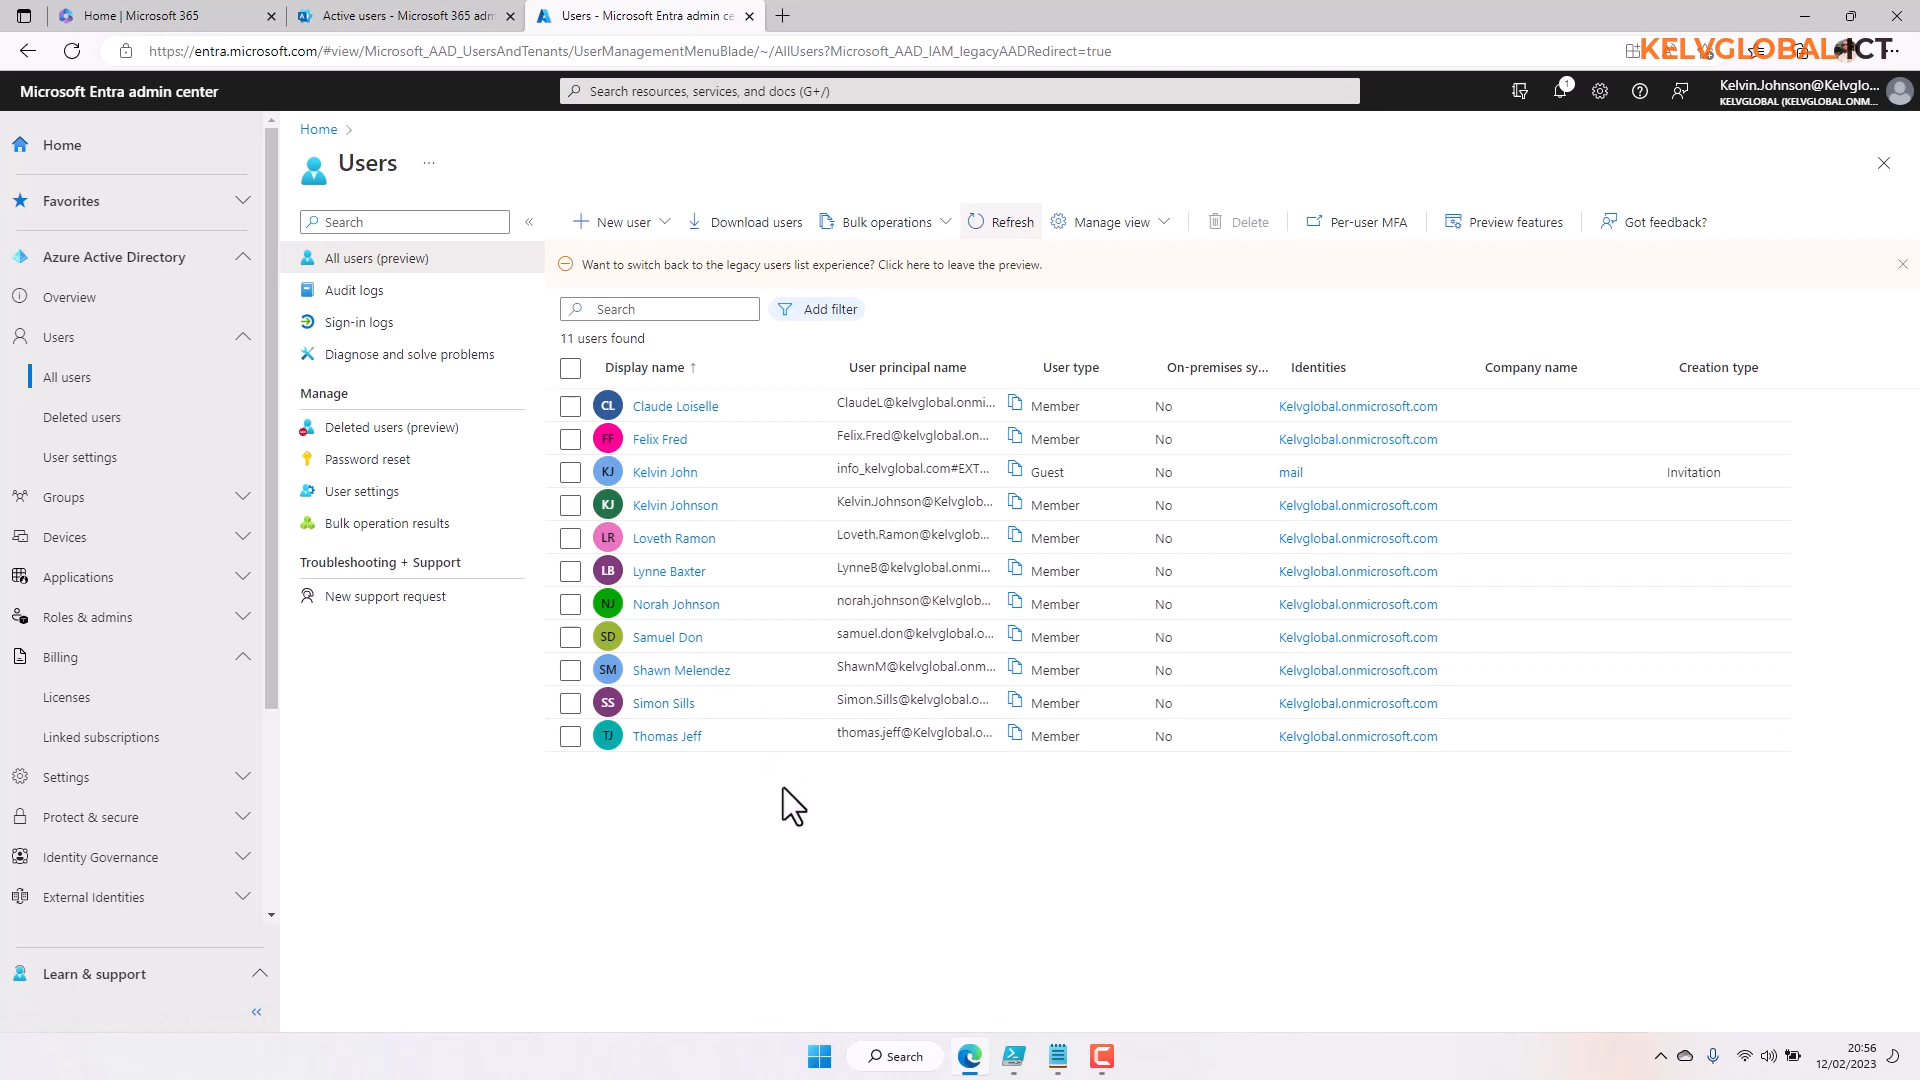 Home | Microsoft 365
Active users - Microsoft 365 adm
Users - Microsoft Entra admin ce
https://entra.microsoft.com/#view/Microsoft_AAD_UsersAndTenants/UserManagementMenuBlade/~/AllUsers?Microsoft_AAD_IAM_legacyAADRedirect=true
KELVGLOBAL ICT
Microsoft Entra admin center
Search resources, services, and docs (G+/)
1
Kelvin.Johnson@Kelvglo...
KELVGLOBAL (KELVGLOBAL.ONM...
Home
Favorites
Azure Active Directory
Overview
Users
All users
Deleted users
User settings
Groups
Devices
Applications
Roles & admins
Billing
Licenses
Linked subscriptions
Settings
Protect & secure
Identity Governance
External Identities
Learn & support
Home
Users
Search
All users (preview)
Audit logs
Sign-in logs
Diagnose and solve problems
Manage
Deleted users (preview)
Password reset
User settings
Bulk operation results
Troubleshooting + Support
New support request
New user Download users Bulk operations Refresh Manage view Delete Per-user MFA Preview features Got feedback?
Want to switch back to the legacy users list experience? Click here to leave the preview.
Search Add filter
11 users found
Display name ↑ User principal name User type On-premises sy... Identities Company name Creation type
CL Claude Loiselle ClaudeL@kelvglobal.onmi... Member No Kelvglobal.onmicrosoft.com
FF Felix Fred Felix.Fred@kelvglobal.on... Member No Kelvglobal.onmicrosoft.com
KJ Kelvin John info_kelvglobal.com#EXT... Guest No mail Invitation
KJ Kelvin Johnson Kelvin.Johnson@Kelvglob... Member No Kelvglobal.onmicrosoft.com
LR Loveth Ramon Loveth.Ramon@kelvglob... Member No Kelvglobal.onmicrosoft.com
LB Lynne Baxter LynneB@kelvglobal.onmi... Member No Kelvglobal.onmicrosoft.com
NJ Norah Johnson norah.johnson@Kelvglob... Member No Kelvglobal.onmicrosoft.com
SD Samuel Don samuel.don@kelvglobal.o... Member No Kelvglobal.onmicrosoft.com
SM Shawn Melendez ShawnM@kelvglobal.onm... Member No Kelvglobal.onmicrosoft.com
SS Simon Sills Simon.Sills@kelvglobal.o... Member No Kelvglobal.onmicrosoft.com
TJ Thomas Jeff thomas.jeff@Kelvglobal.o... Member No Kelvglobal.onmicrosoft.com
Search
20:56
12/02/2023